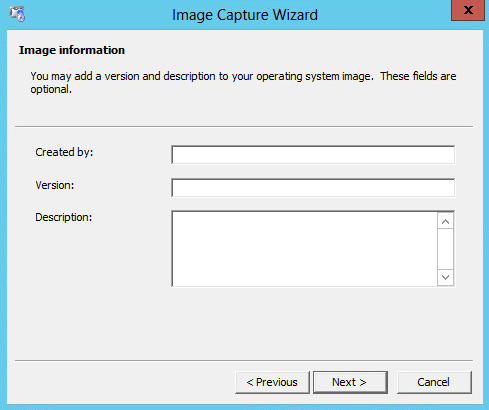 Image Capture Wizard
x
Image information
You may add a version and description to your operating system image. These fields are
optional.
Created by:
Version:
Description:
< Previous Next > Cancel